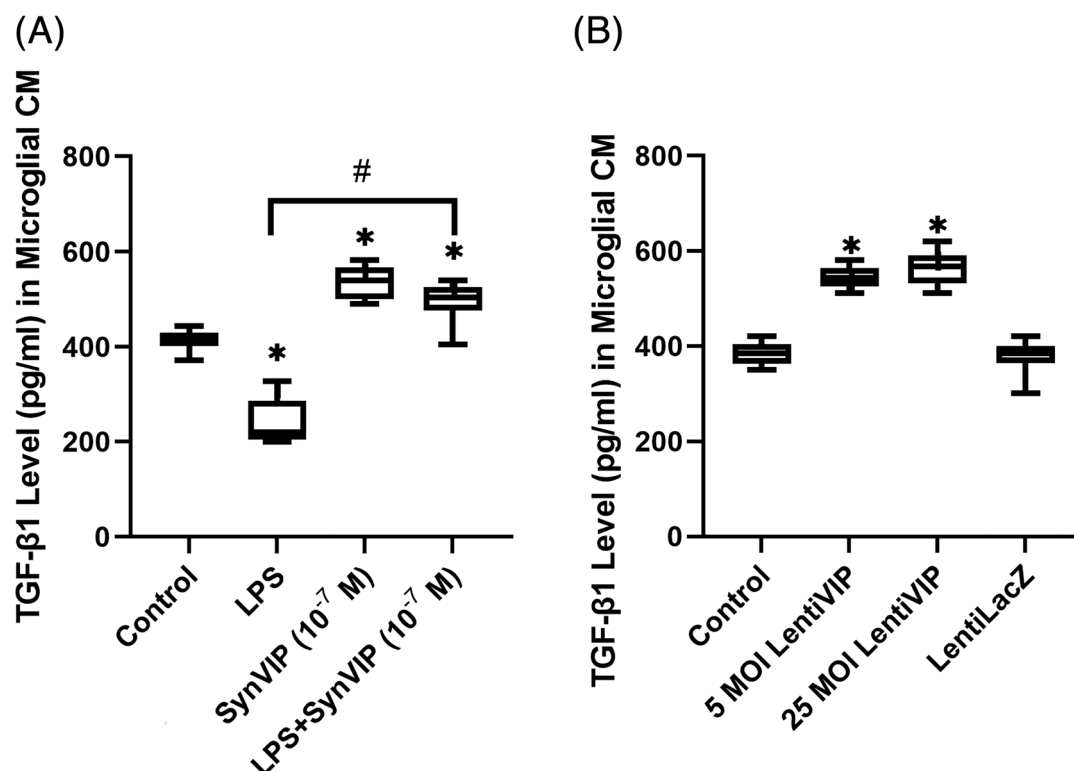 (A)
TGF-β1 Level (pg/ml) in Microglial CM
800
600
400
200
0
#
*
*
*
Control
LPS
SynVIP (10⁻⁷ M)
LPS+SynVIP (10⁻⁷ M)
(B)
TGF-β1 Level (pg/ml) in Microglial CM
800
600
400
200
0
*
*
Control
5 MOI LentiVIP
25 MOI LentiVIP
LentiLacZ